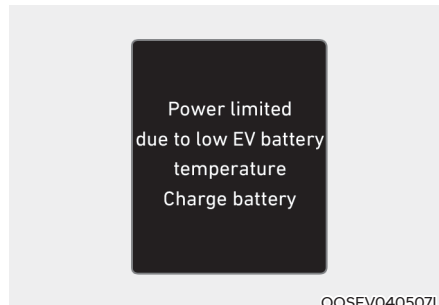 Power limited
due to low EV battery
temperature
Charge battery
OOSEV040507L